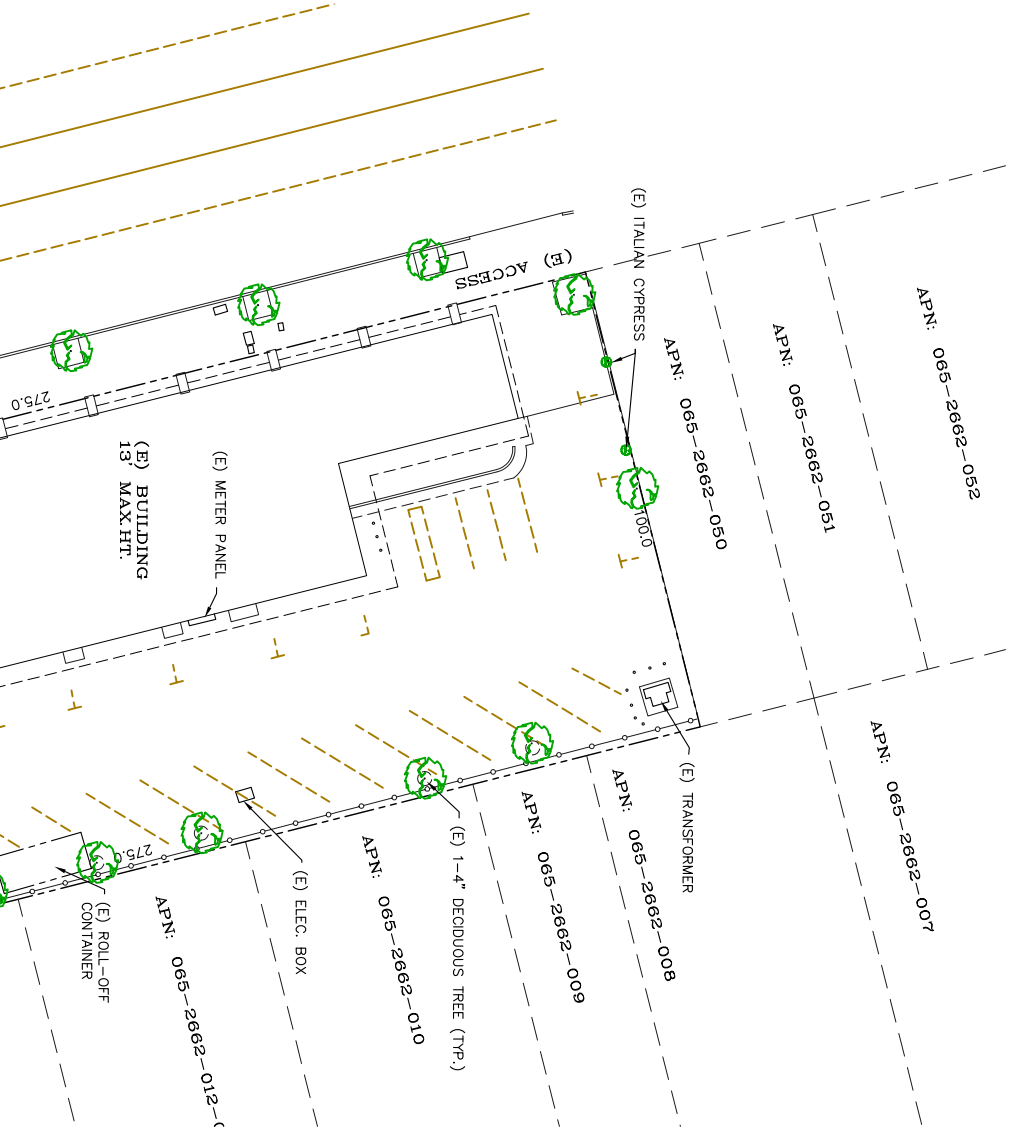 (E) ITALIAN CYPRESS
(E) ACCESS
APN: 065-2662-052
APN: 065-2662-051
APN: 065-2662-050
275.0
(E) BUILDING
13' MAX.HT.
(E) METER PANEL
100.0
APN: 065-2662-007
(E) TRANSFORMER
APN: 065-2662-008
APN: 065-2662-009
(E) 1-4" DECIDUOUS TREE (TYP.)
APN: 065-2662-010
(E) ELEC. BOX
275.0
(E) ROLL-OFF
CONTAINER
APN: 065-2662-012-